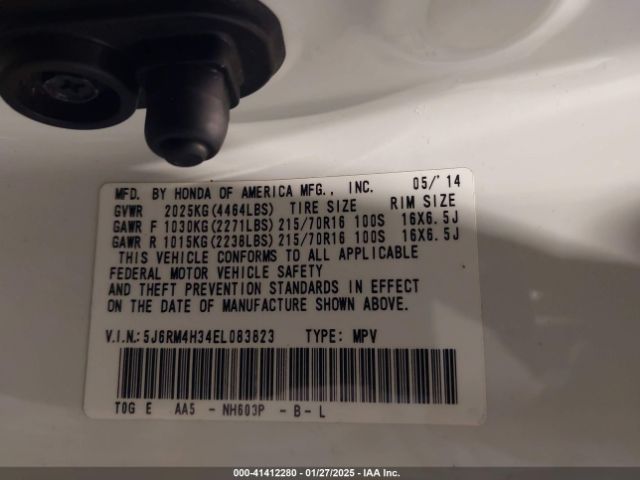 MFD. BY HONDA OF AMERICA MFG., INC. 05/'14
GVWR 2025KG(4464LBS) TIRE SIZE RIM SIZE
GAWR F 1030KG(2271LBS) 215/70R16 100S 16X6.5J
GAWR R 1015KG(2238LBS) 215/70R16 100S 16X6.5J
THIS VEHICLE CONFORMS TO ALL APPLICABLE
FEDERAL MOTOR VEHICLE SAFETY
AND THEFT PREVENTION STANDARDS IN EFFECT
ON THE DATE OF MANUFACTURE SHOWN ABOVE.
V.I.N.: 5J6RM4H34EL083623 TYPE: MPV
T0G E AA5 - NH603P - B - L
000-41412280 - 01/27/2025 - IAA Inc.